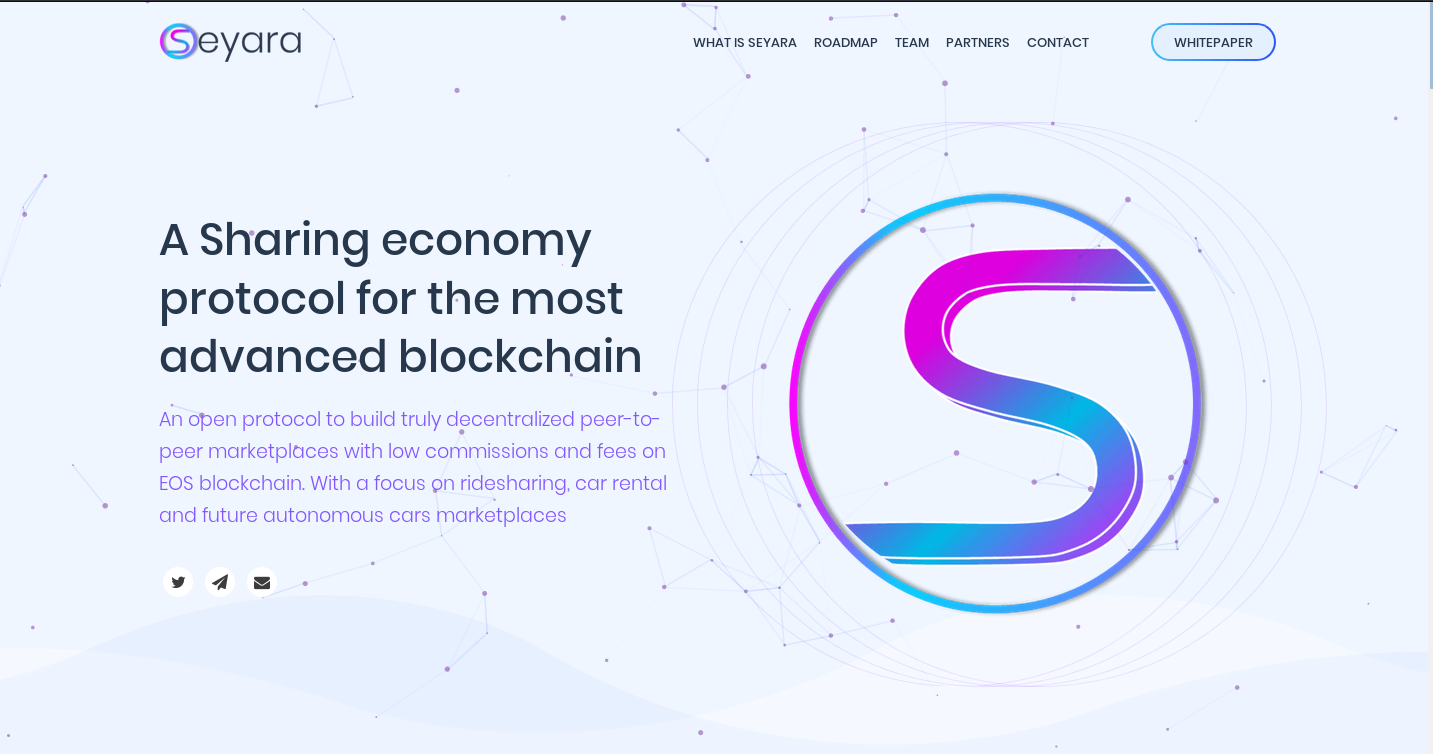 Seyara
WHAT IS SEYARA ROADMAP TEAM PARTNERS CONTACT WHITEPAPER
A Sharing economy
protocol for the most
advanced blockchain
An open protocol to build truly decentralized peer-to-
peer marketplaces with low commissions and fees on
EOS blockchain. With a focus on ridesharing, car rental
and future autonomous cars marketplaces